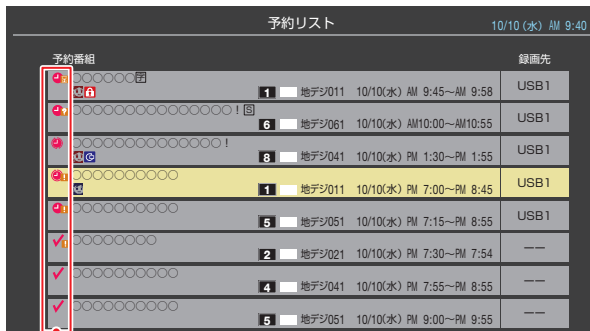 予約リスト
10/10(水) AM 9:40
予約番組 録画先
○○○○○○字
1 地デジ011 10/10(水) AM 9:45～AM 9:58 USB1
○○○○○○○○○○○○○○○！S
6 地デジ061 10/10(水) AM10:00～AM10:55 USB1
○○○○○○○○○○○○○○！
8 地デジ041 10/10(水) PM 1:30～PM 1:55 USB1
○○○○○○○○○○
1 地デジ011 10/10(水) PM 7:00～PM 8:45 USB1
○○○○○○○○○○
5 地デジ051 10/10(水) PM 7:15～PM 8:55 USB1
○○○○○○○○
2 地デジ021 10/10(水) PM 7:30～PM 7:54 ——
○○○○○○○○○○
4 地デジ041 10/10(水) PM 7:55～PM 8:55 ——
○○○○○○○○○○
5 地デジ051 10/10(水) PM 9:00～PM 9:55 ——